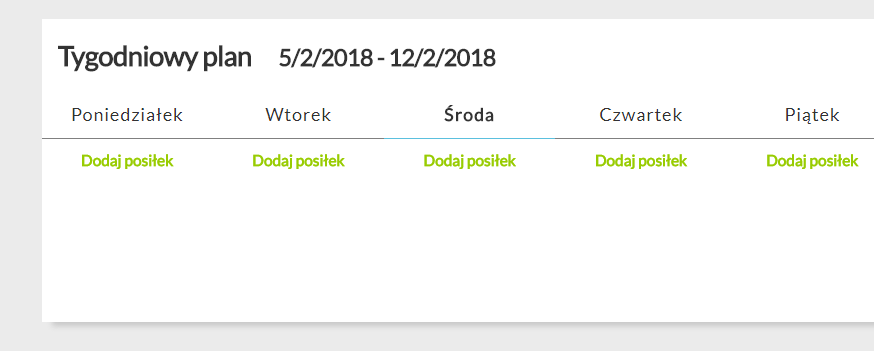 Tygodniowy plan 5/2/2018 - 12/2/2018
Poniedziałek Wtorek Środa Czwartek Piątek
Dodaj posiłek Dodaj posiłek Dodaj posiłek Dodaj posiłek Dodaj posiłek